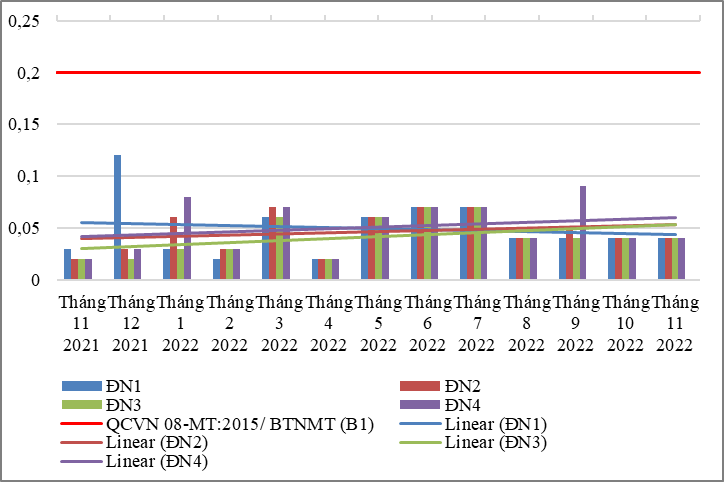 0,25
0,2
0,15
0,1
0,05
0
Tháng Tháng Tháng Tháng Tháng Tháng Tháng Tháng Tháng Tháng Tháng Tháng Tháng
11 12 1 2 3 4 5 6 7 8 9 10 11
2021 2021 2022 2022 2022 2022 2022 2022 2022 2022 2022 2022 2022
ĐN1 ĐN2
ĐN3 ĐN4
QCVN 08-MT:2015/ BTNMT (B1) Linear (ĐN1)
Linear (ĐN2) Linear (ĐN3)
Linear (ĐN4)